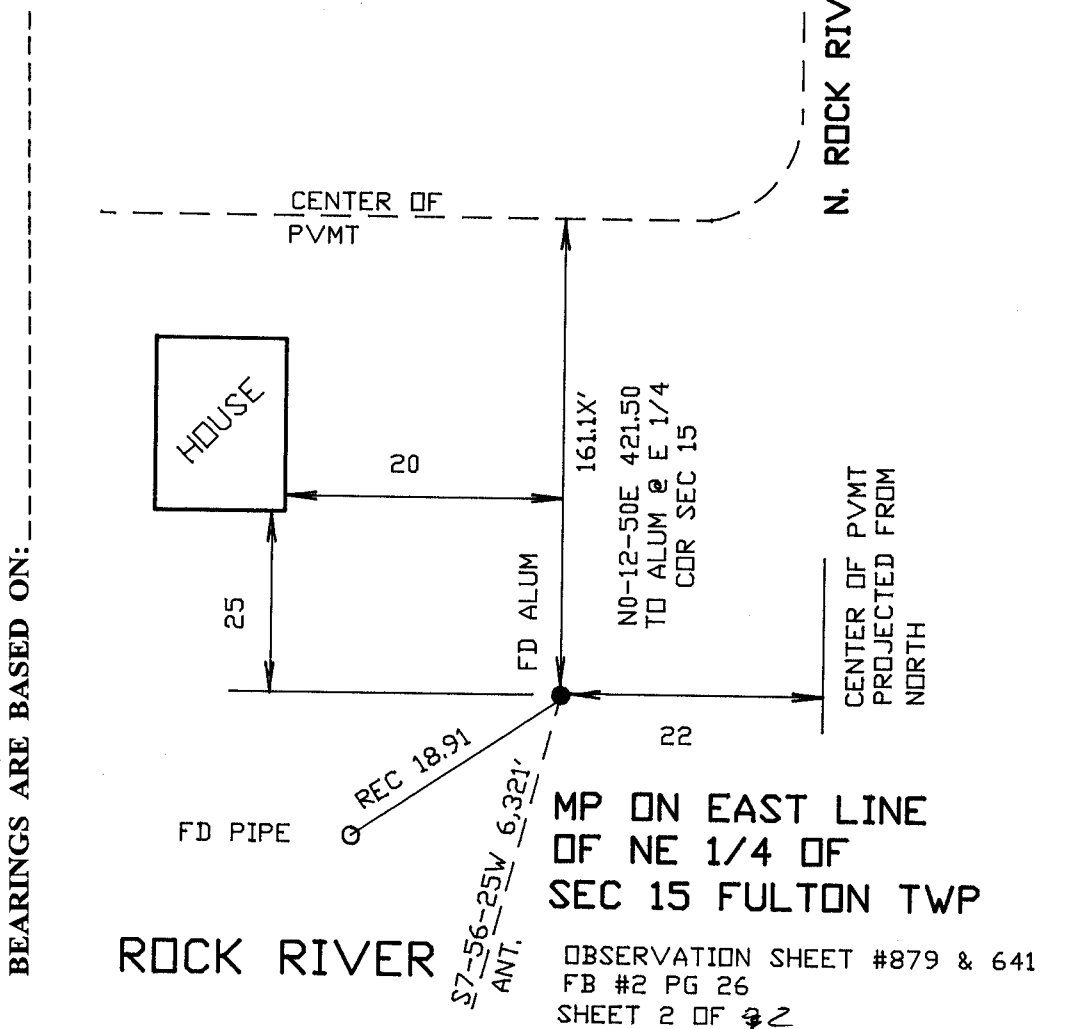 N. ROCK RIV
CENTER OF
PVMT
HOUSE
20
161.1X'
N0-12-50E 421.50
TO ALUM @ E 1/4
COR SEC 15
25
FD ALUM
CENTER OF PVMT
PROJECTED FROM
NORTH
22
REC 18.91
FD PIPE
S7-56-25W 6,321'
ANT.
MP ON EAST LINE
OF NE 1/4 OF
SEC 15 FULTON TWP
ROCK RIVER
OBSERVATION SHEET #879 & 641
FB #2 PG 26
SHEET 2 OF 2
BEARINGS ARE BASED ON: